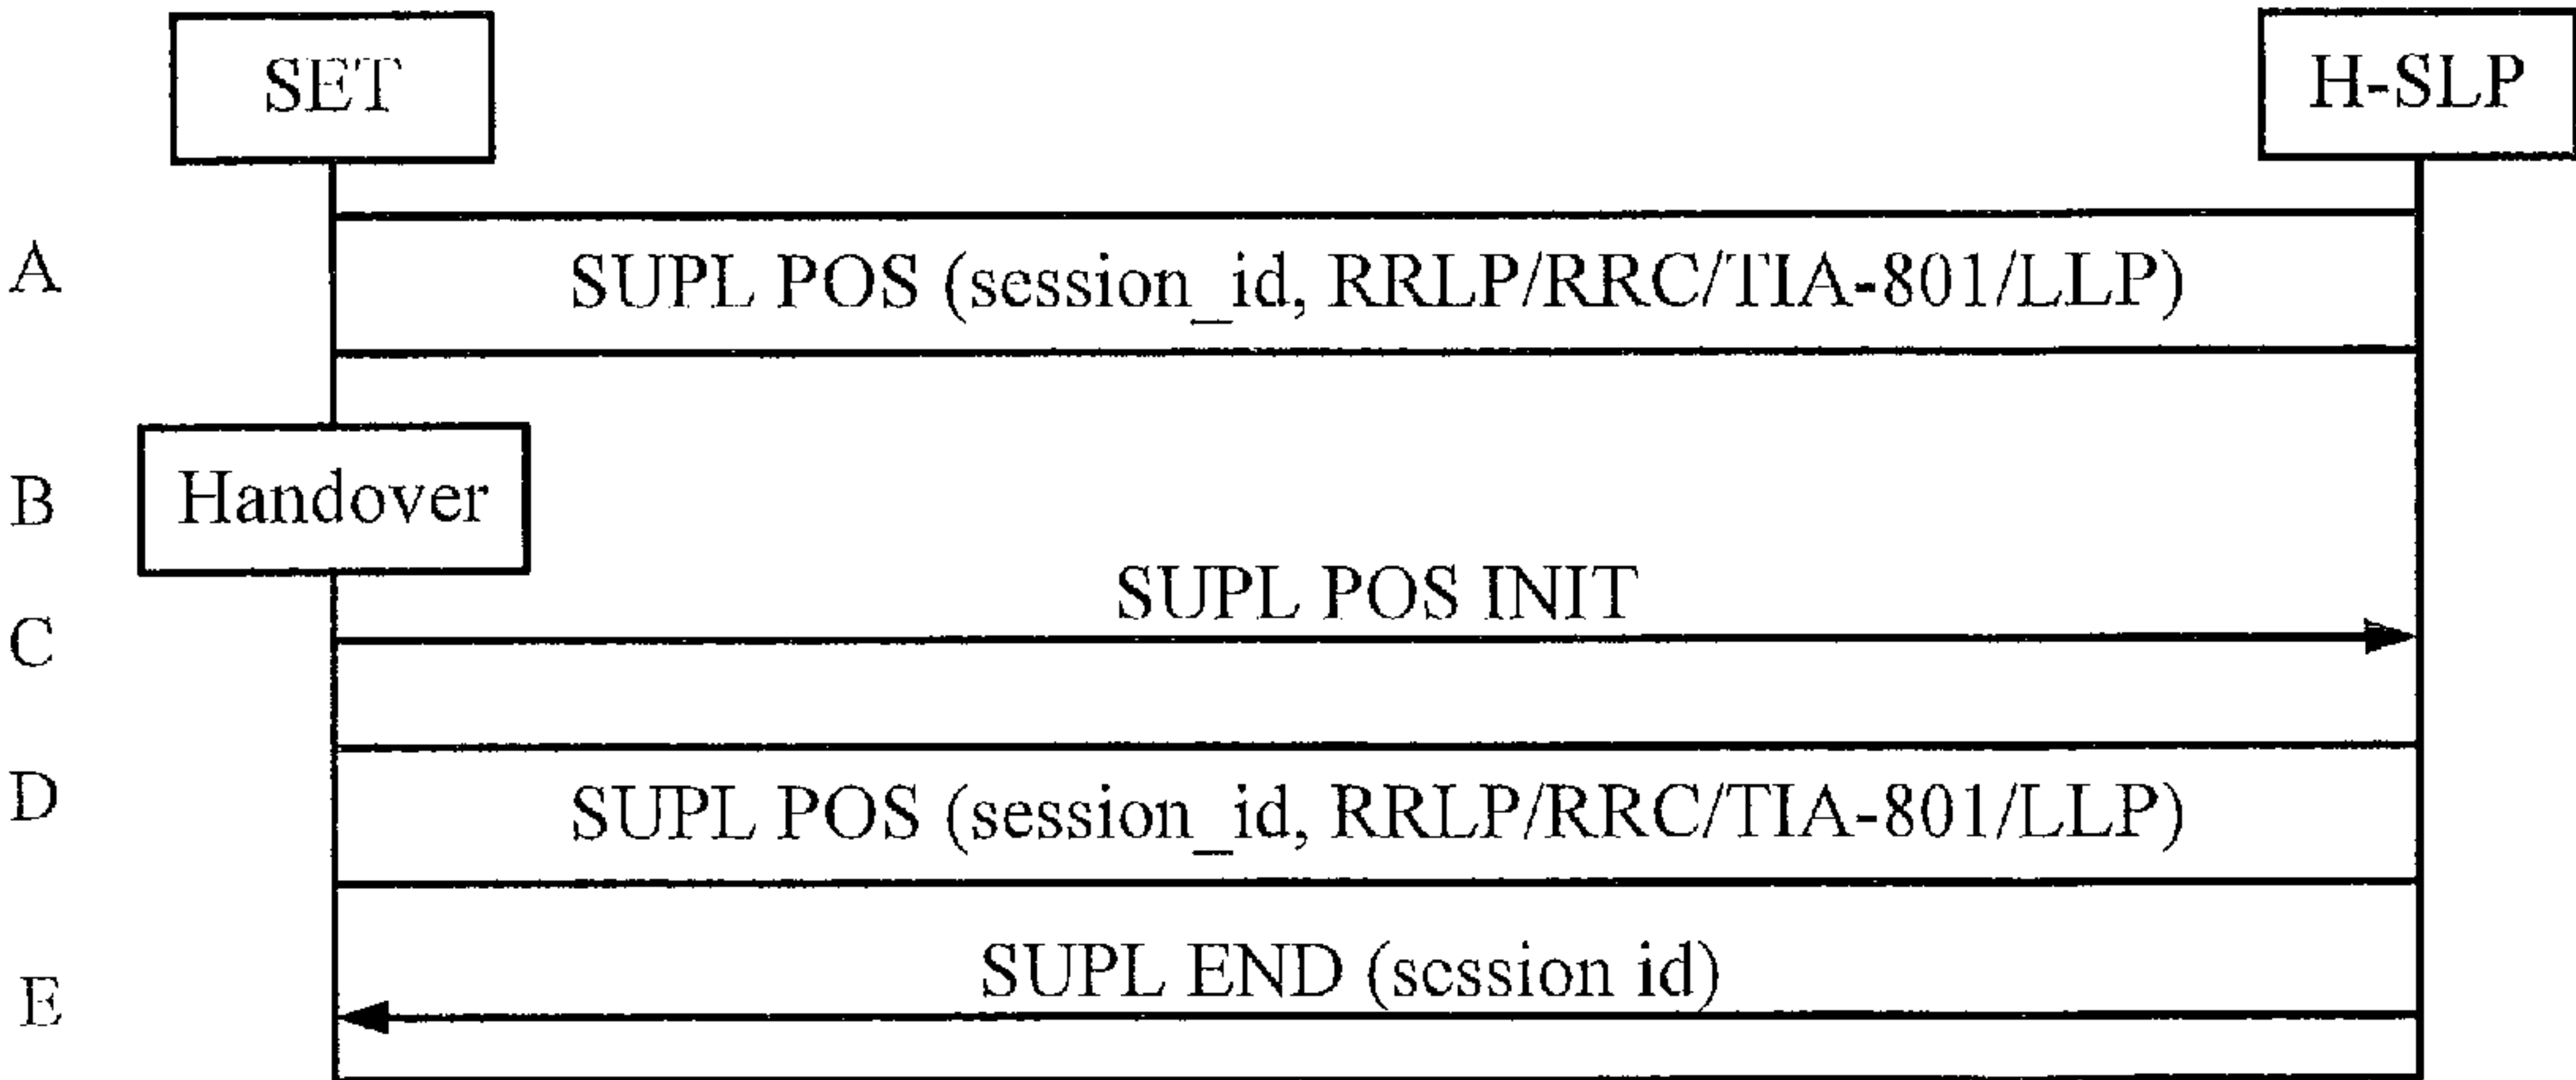 SET
H-SLP
A
SUPL POS (session_id, RRLP/RRC/TIA-801/LLP)
B
Handover
SUPL POS INIT
C
D
SUPL POS (session_id, RRLP/RRC/TIA-801/LLP)
SUPL END (session id)
E